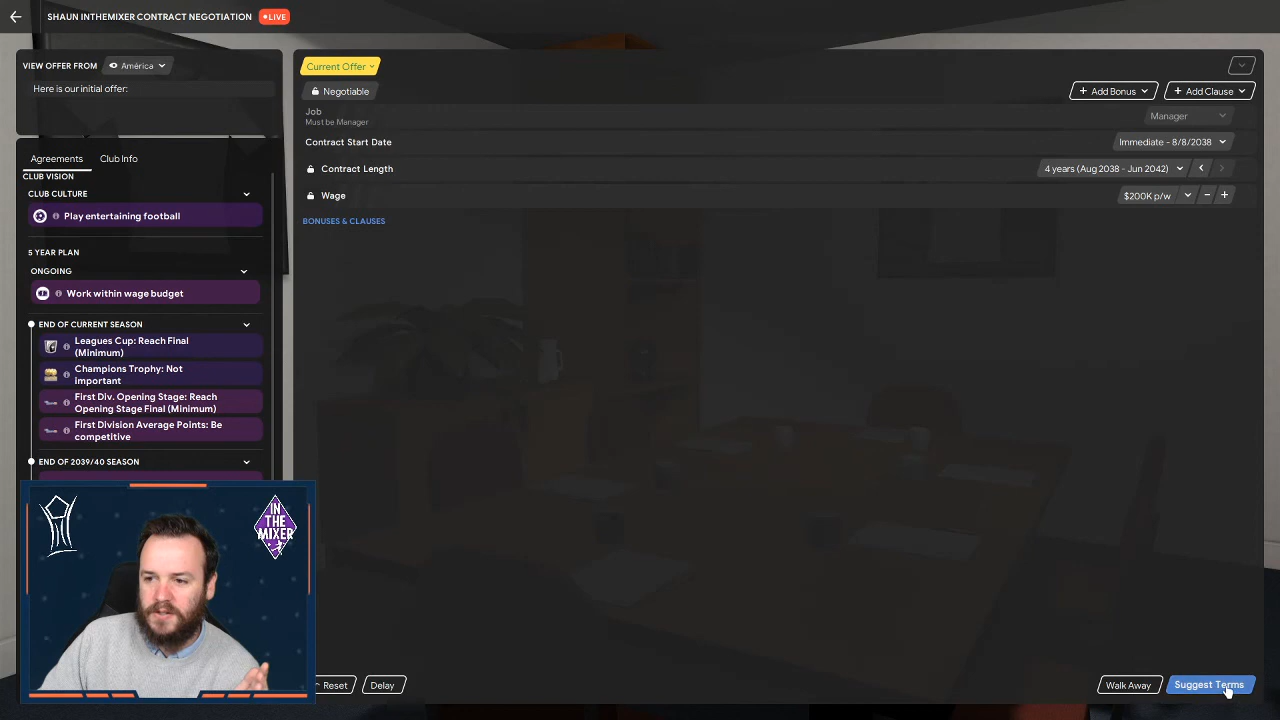 SHAUN INTHEMIXER CONTRACT NEGOTIATION
LIVE
VIEW OFFER FROM
América
Here is our initial offer:
Agreements
Club Info
CLUB VISION
CLUB CULTURE
Play entertaining football
5 YEAR PLAN
ONGOING
Work within wage budget
END OF CURRENT SEASON
Leagues Cup: Reach Final
(Minimum)
Champions Trophy: Not
important
First Div. Opening Stage: Reach
Opening Stage Final (Minimum)
First Division Average Points: Be
competitive
END OF 2039/40 SEASON
IN
THE
MIXER
Current Offer
Negotiable
+ Add Bonus
+ Add Clause
Job
Must be Manager
Manager
Contract Start Date
Immediate - 8/8/2038
Contract Length
4 years (Aug 2038 - Jun 2042)
Wage
$200K p/w
BONUSES & CLAUSES
Reset
Delay
Walk Away
Suggest Terms